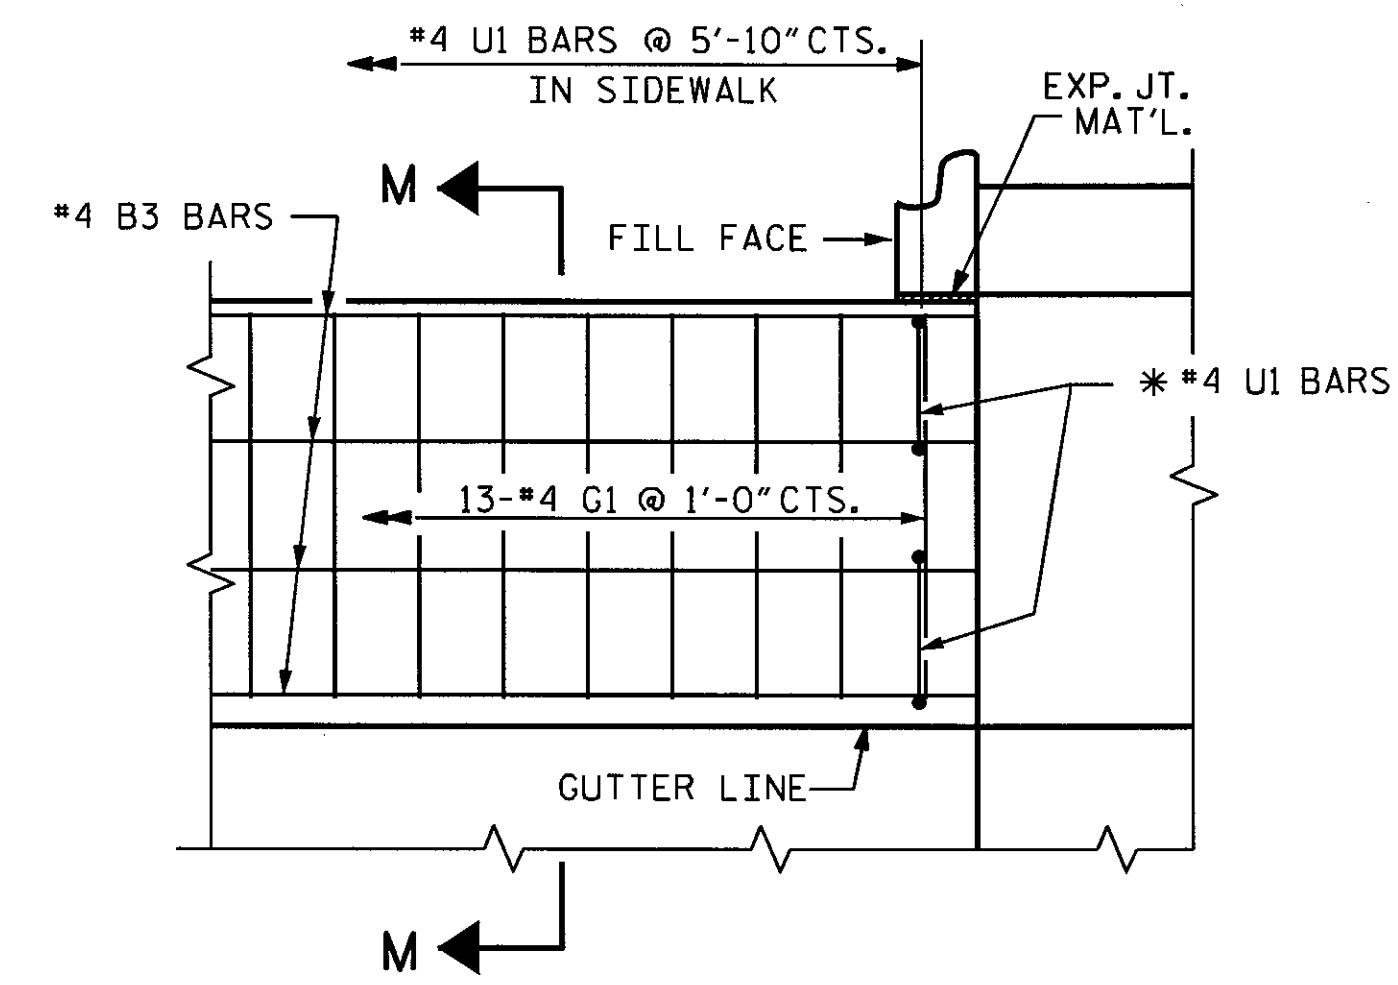 #4 U1 BARS @ 5'-10" CTS.
IN SIDEWALK
EXP. JT.
MAT'L.
M
#4 B3 BARS
FILL FACE
✳ #4 U1 BARS
13-#4 G1 @ 1'-0" CTS.
GUTTER LINE
M